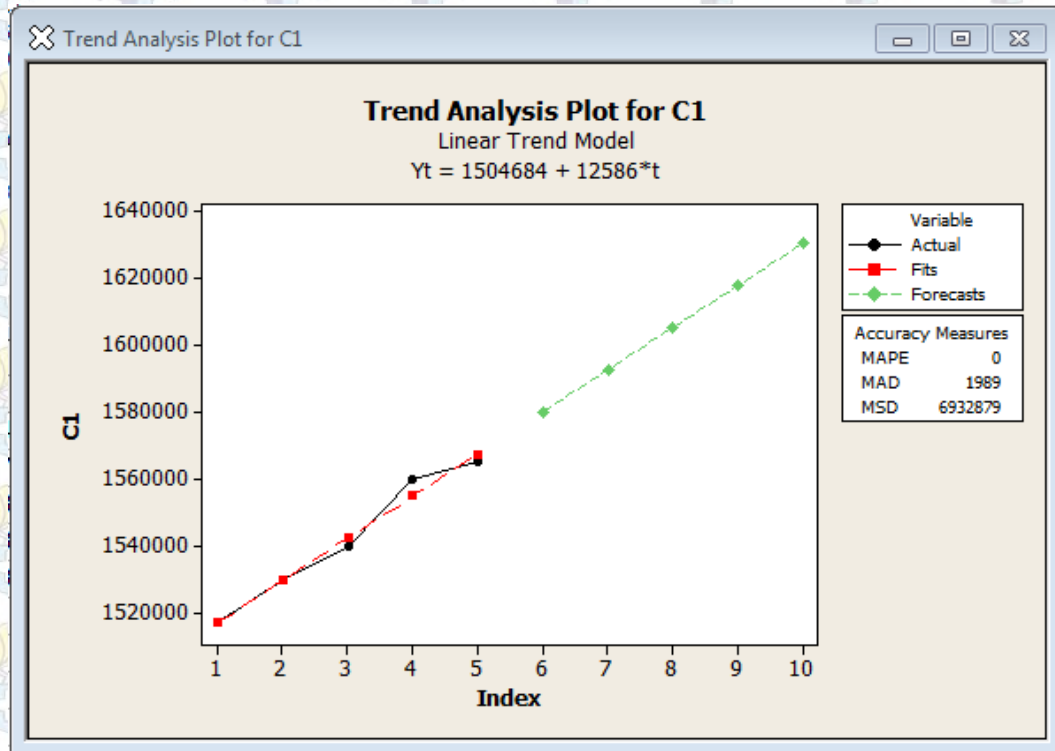 Trend Analysis Plot for C1
Trend Analysis Plot for C1
Linear Trend Model
Yt = 1504684 + 12586*t
1640000
1620000
1600000
1580000
1560000
1540000
1520000
C1
1 2 3 4 5 6 7 8 9 10
Index
Variable
Actual
Fits
Forecasts
Accuracy Measures
MAPE 0
MAD 1989
MSD 6932879